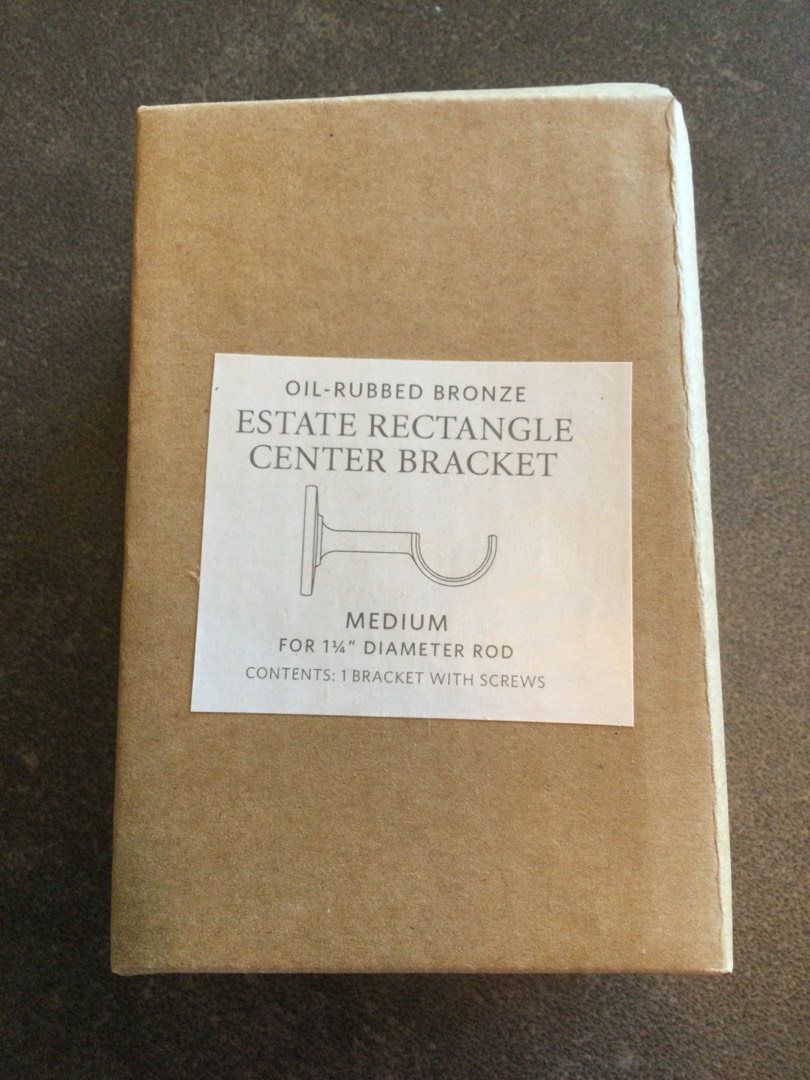 OIL-RUBBED BRONZE
ESTATE RECTANGLE
CENTER BRACKET
MEDIUM
FOR 1¼" DIAMETER ROD
CONTENTS: 1 BRACKET WITH SCREWS